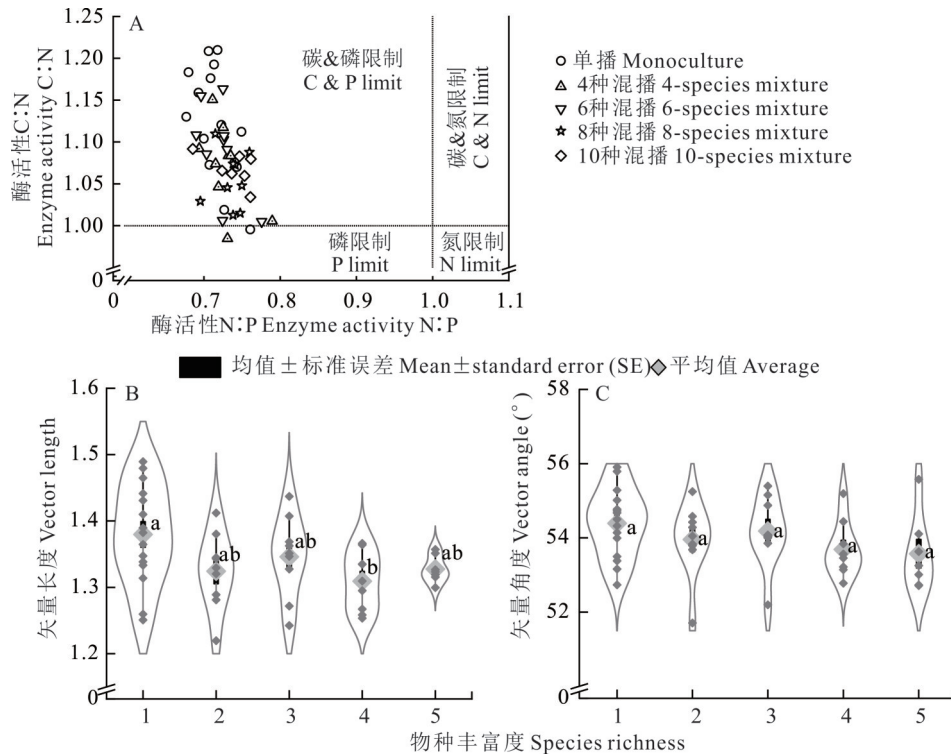 A
酶活性C∶N
Enzyme activity C∶N
1.25
1.20
1.15
1.10
1.05
1.00
0
碳&磷限制
C & P limit
碳&氮限制
C & N limit
磷限制
P limit
氮限制
N limit
0 0.7 0.8 0.9 1.0 1.1
酶活性N∶P Enzyme activity N∶P
单播 Monoculture
4种混播 4-species mixture
6种混播 6-species mixture
8种混播 8-species mixture
10种混播 10-species mixture
均值±标准误差 Mean±standard error (SE) 平均值 Average
B
矢量长度 Vector length
1.6
1.5
1.4
1.3
1.2
0
a ab ab b ab
1 2 3 4 5
C
矢量角度 Vector angle (°)
58
56
54
52
0
a a a a a
1 2 3 4 5
物种丰富度 Species richness